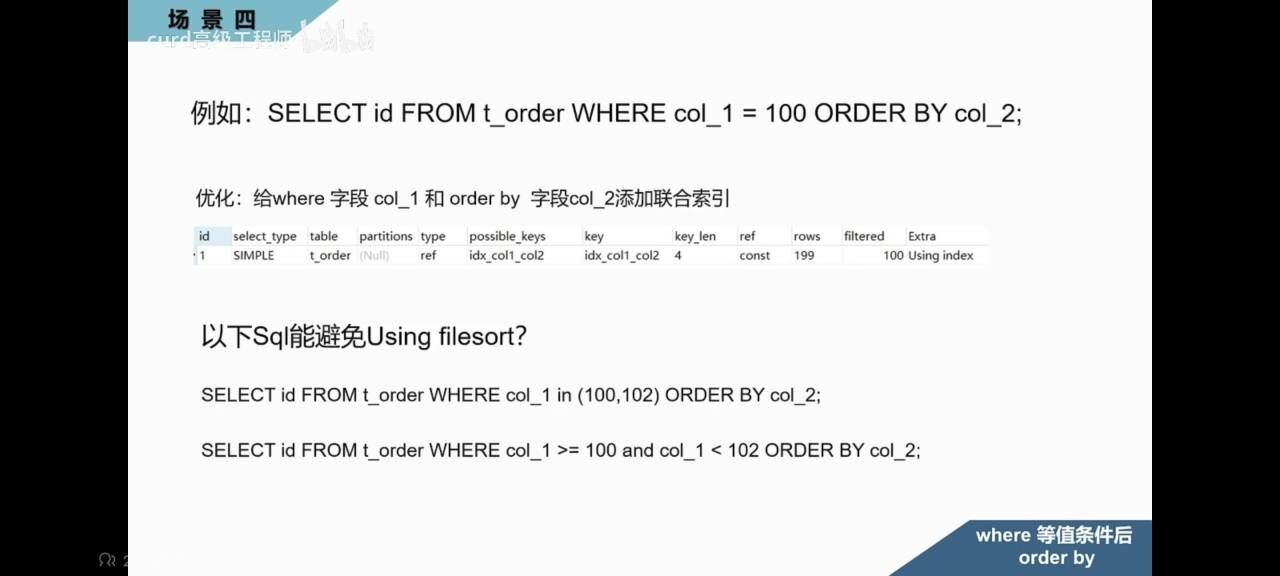 场景四
curd高级工程师 bilibili
例如：SELECT id FROM t_order WHERE col_1 = 100 ORDER BY col_2;
优化：给where 字段 col_1 和 order by 字段col_2添加联合索引
id select_type table partitions type possible_keys key key_len ref rows filtered Extra
1 SIMPLE t_order (Null) ref idx_col1_col2 idx_col1_col2 4 const 199 100 Using index
以下Sql能避免Using filesort？
SELECT id FROM t_order WHERE col_1 in (100,102) ORDER BY col_2;
SELECT id FROM t_order WHERE col_1 >= 100 and col_1 < 102 ORDER BY col_2;
where 等值条件后
order by